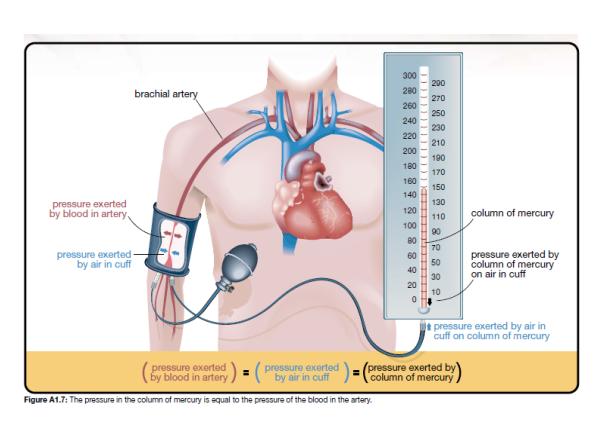 brachial artery
pressure exerted
by blood in artery
pressure exerted
by air in cuff
300
290
280
270
260
250
240
230
220
210
200
190
180
170
160
150
140
130
120
110
100
90
80
70
60
50
40
30
20
10
0
column of mercury
pressure exerted by
column of mercury
on air in cuff
pressure exerted by air in
cuff on column of mercury
( pressure exerted by blood in artery ) = ( pressure exerted by air in cuff ) = ( pressure exerted by column of mercury )
Figure A1.7: The pressure in the column of mercury is equal to the pressure of the blood in the artery.